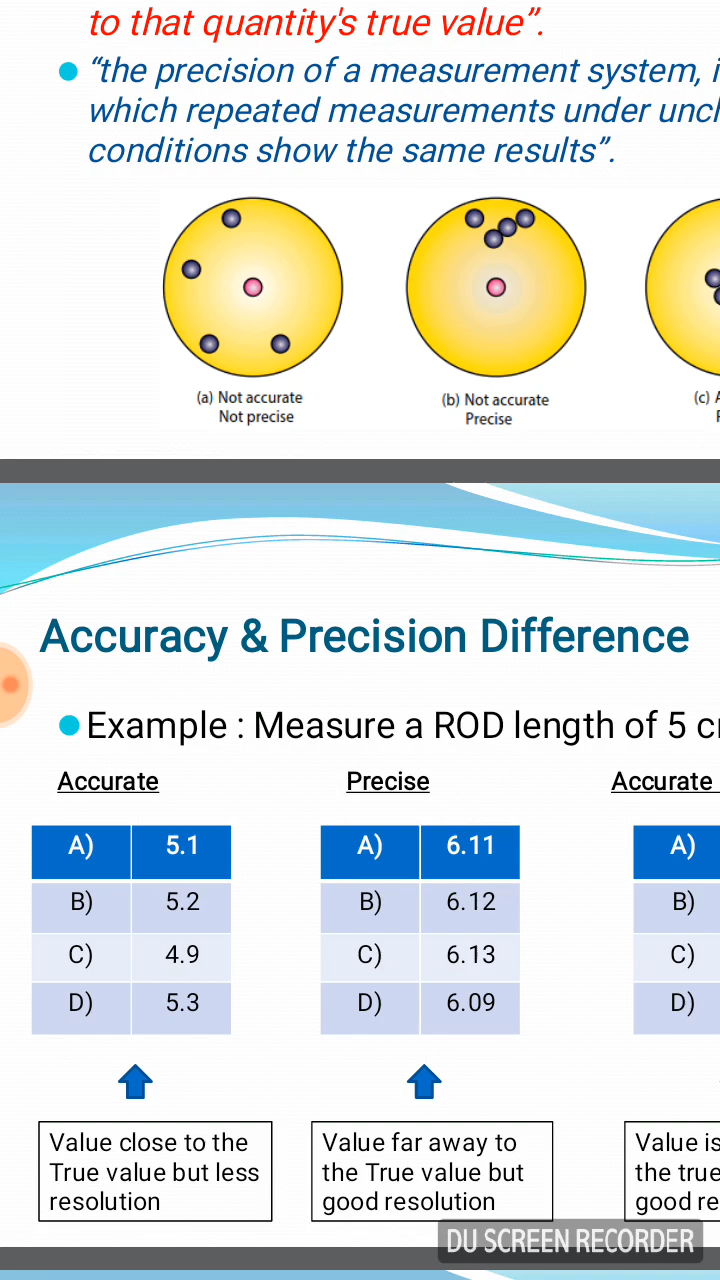 to that quantity's true value”.
“the precision of a measurement system, i
which repeated measurements under uncl
conditions show the same results”.
(a) Not accurate
Not precise
(b) Not accurate
Precise
(c) A
Accuracy & Precision Difference
Example : Measure a ROD length of 5 c
Accurate
Precise
Accurate
A) 5.1
B) 5.2
C) 4.9
D) 5.3
A) 6.11
B) 6.12
C) 6.13
D) 6.09
A)
B)
C)
D)
Value close to the
True value but less
resolution
Value far away to
the True value but
good resolution
Value is
the true
good re
DU SCREEN RECORDER